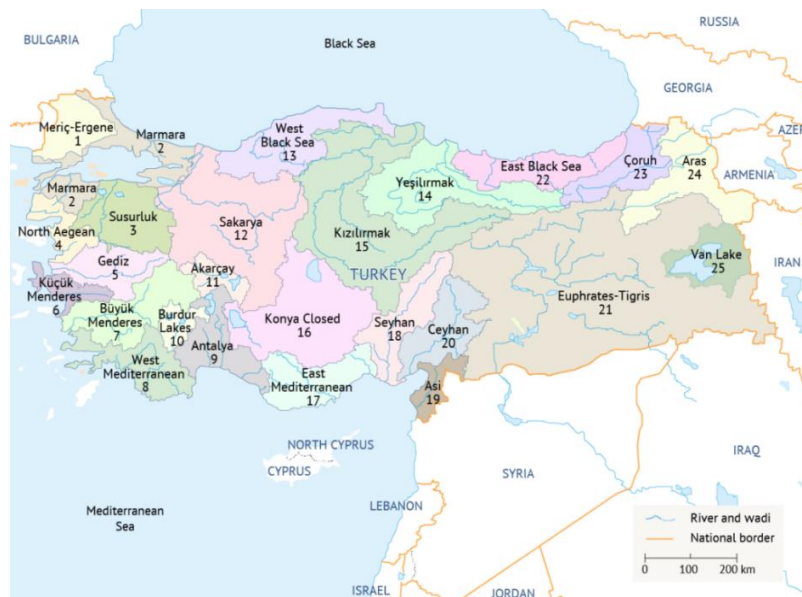 RUSSIA
BULGARIA
Black Sea
GEORGIA
Meriç-Ergene
1
Marmara
2
West
Black Sea
13
AZER
East Black Sea
22
Çoruh
23
Aras
24
ARMENIA
Marmara
2
Yeşilırmak
14
Susurluk
3
Sakarya
12
North Aegean
4
Kızılırmak
15
Van Lake
25
IRAN
Gediz
5
Akarçay
11
TURKEY
Küçük
Menderes
6
Büyük
Menderes
7
Burdur
Lakes
10
Konya Closed
16
Seyhan
18
Ceyhan
20
Euphrates-Tigris
21
Antalya
9
West
Mediterranean
8
East
Mediterranean
17
Asi
19
NORTH CYPRUS
CYPRUS
SYRIA
IRAQ
LEBANON
Mediterranean
Sea
River and wadi
National border
0 100 200 km
ISRAEL
JORDAN